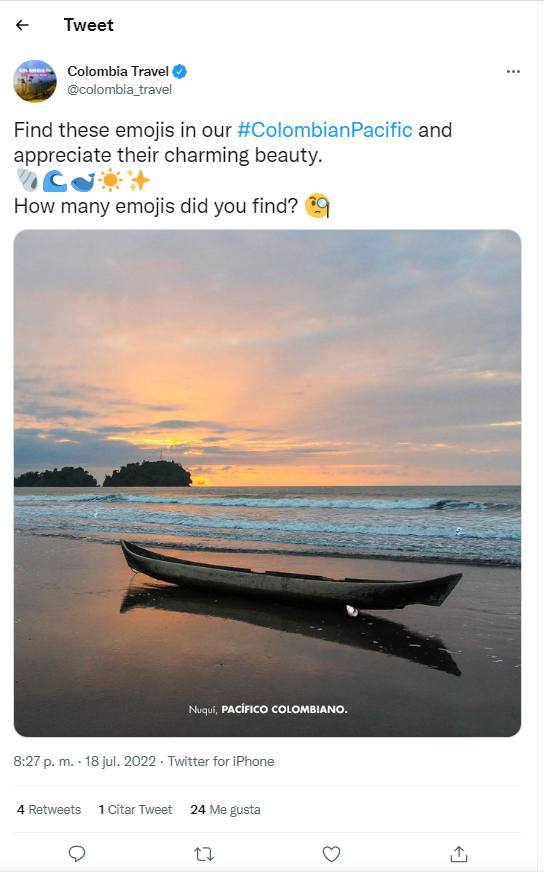 Tweet
Colombia Travel
@colombia_travel
Find these emojis in our #ColombianPacific and
appreciate their charming beauty.
🐚🌊🐋☀️✨
How many emojis did you find? 🧐
Nuquí, PACÍFICO COLOMBIANO.
8:27 p. m. · 18 jul. 2022 · Twitter for iPhone
4 Retweets 1 Citar Tweet 24 Me gusta